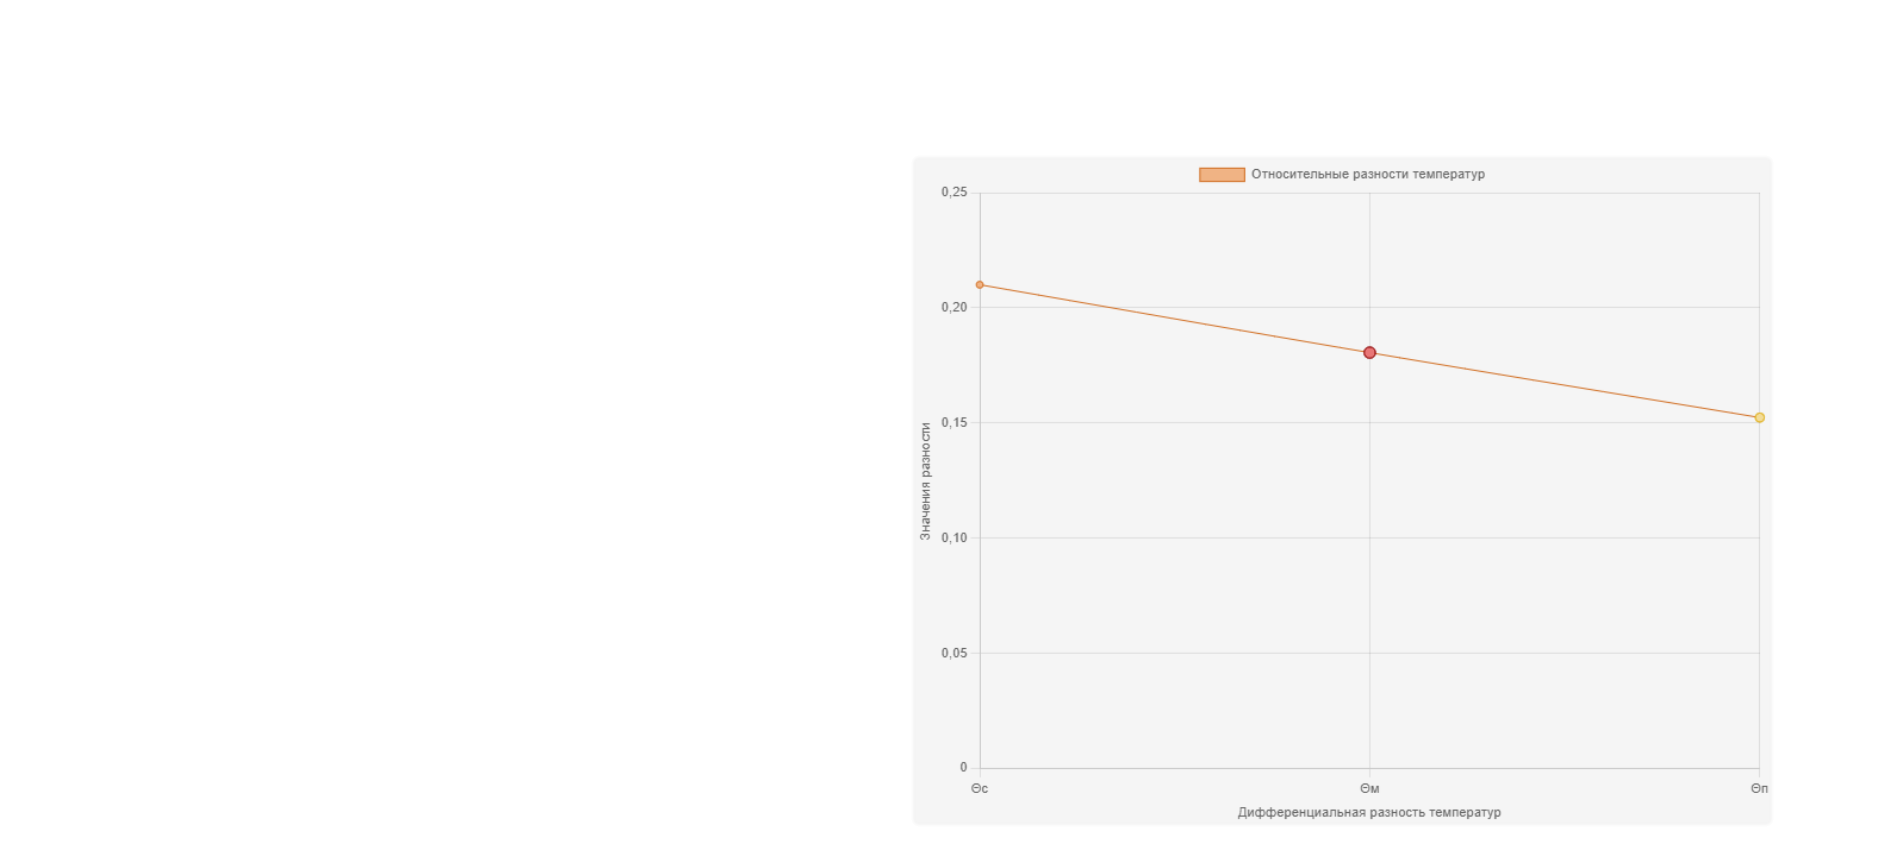 Относительные разности температур
0,25
0,20
0,15
0,10
0,05
0
Значения разности
Θс
Θм
Θп
Дифференциальная разность температур